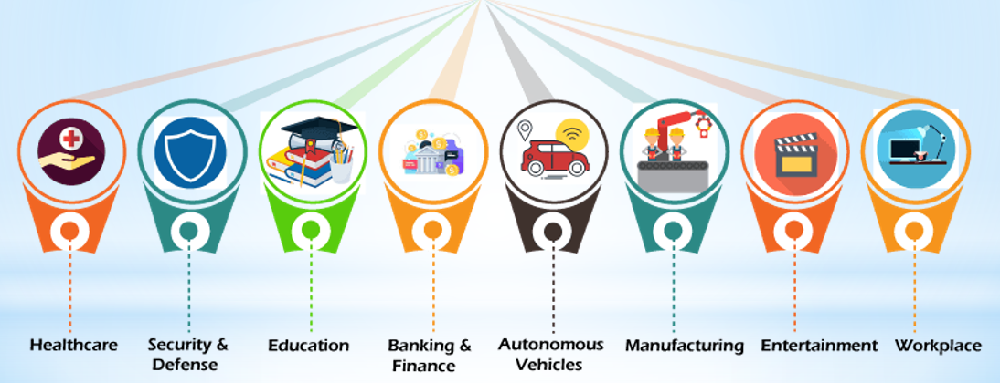 Healthcare
Security &
Defense
Education
Banking &
Finance
Autonomous
Vehicles
Manufacturing
Entertainment
Workplace